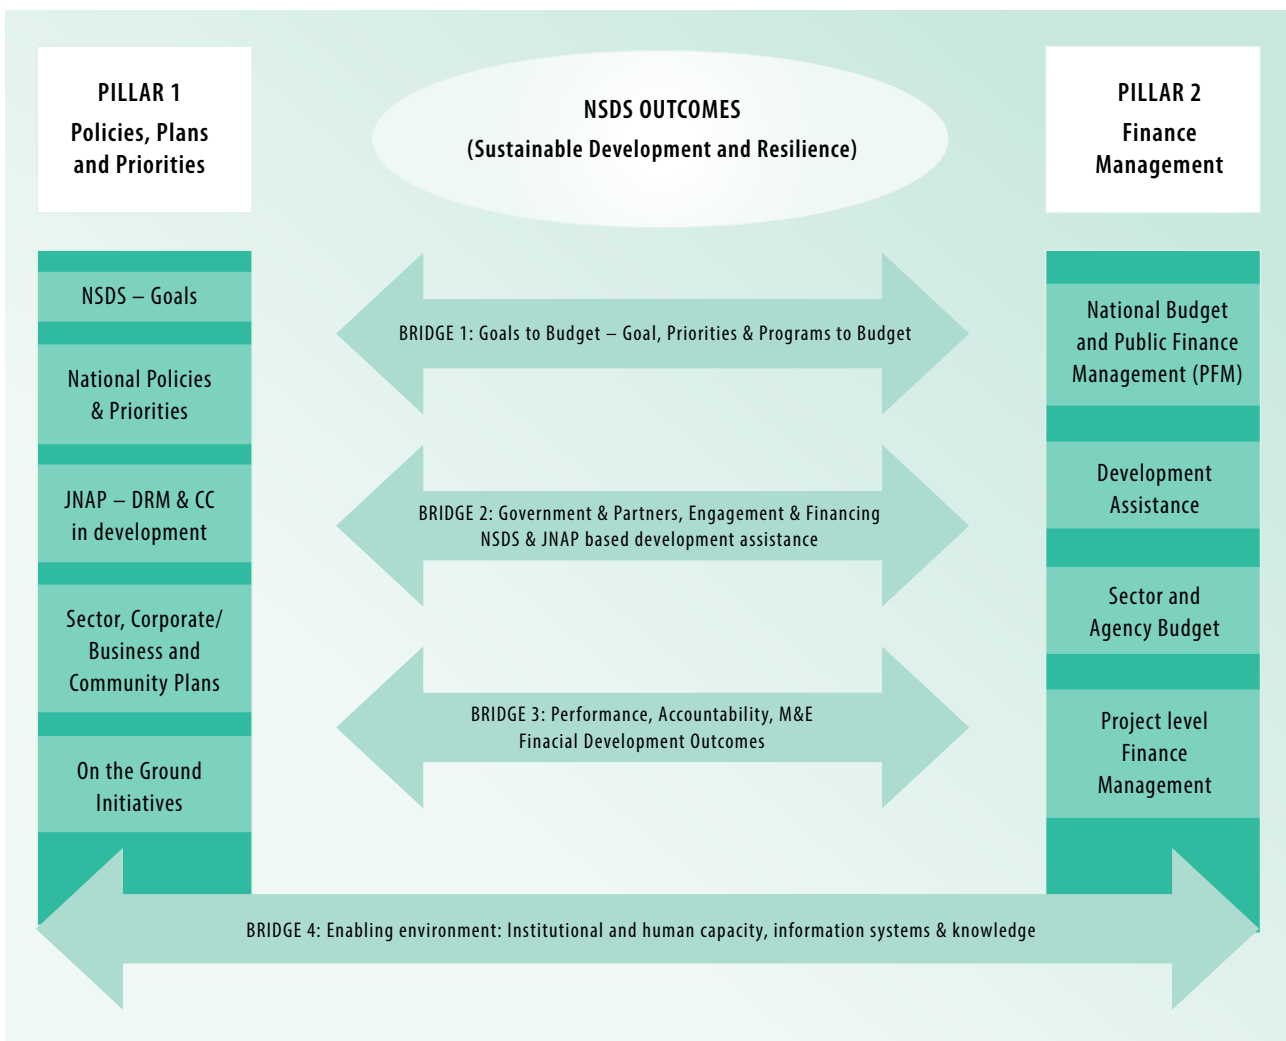 PILLAR 1
Policies, Plans
and Priorities
NSDS OUTCOMES
(Sustainable Development and Resilience)
PILLAR 2
Finance
Management
NSDS – Goals
National Policies
& Priorities
JNAP – DRM & CC
in development
Sector, Corporate/
Business and
Community Plans
On the Ground
Initiatives
BRIDGE 1: Goals to Budget – Goal, Priorities & Programs to Budget
BRIDGE 2: Government & Partners, Engagement & Financing
NSDS & JNAP based development assistance
BRIDGE 3: Performance, Accountability, M&E
Finacial Development Outcomes
National Budget
and Public Finance
Management (PFM)
Development
Assistance
Sector and
Agency Budget
Project level
Finance
Management
BRIDGE 4: Enabling environment: Institutional and human capacity, information systems & knowledge